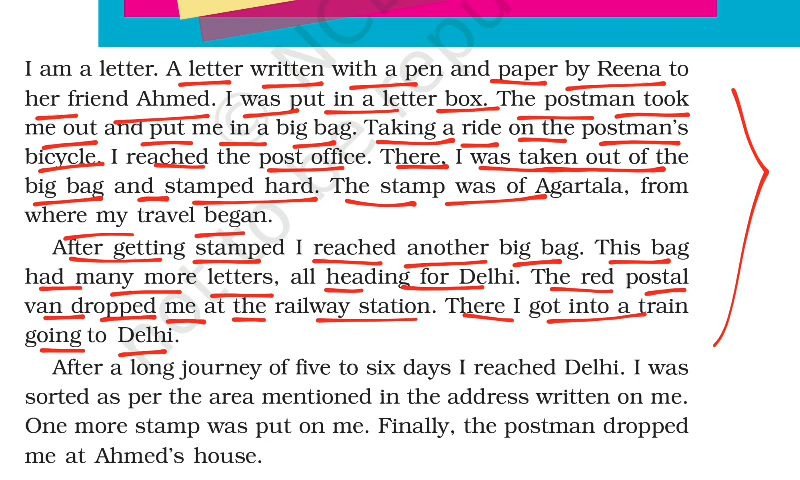 I am a letter. A letter written with a pen and paper by Reena to
her friend Ahmed. I was put in a letter box. The postman took
me out and put me in a big bag. Taking a ride on the postman's
bicycle. I reached the post office. There, I was taken out of the
big bag and stamped hard. The stamp was of Agartala, from
where my travel began.
After getting stamped I reached another big bag. This bag
had many more letters, all heading for Delhi. The red postal
van dropped me at the railway station. There I got into a train
going to Delhi.
After a long journey of five to six days I reached Delhi. I was
sorted as per the area mentioned in the address written on me.
One more stamp was put on me. Finally, the postman dropped
me at Ahmed's house.
not to be repu